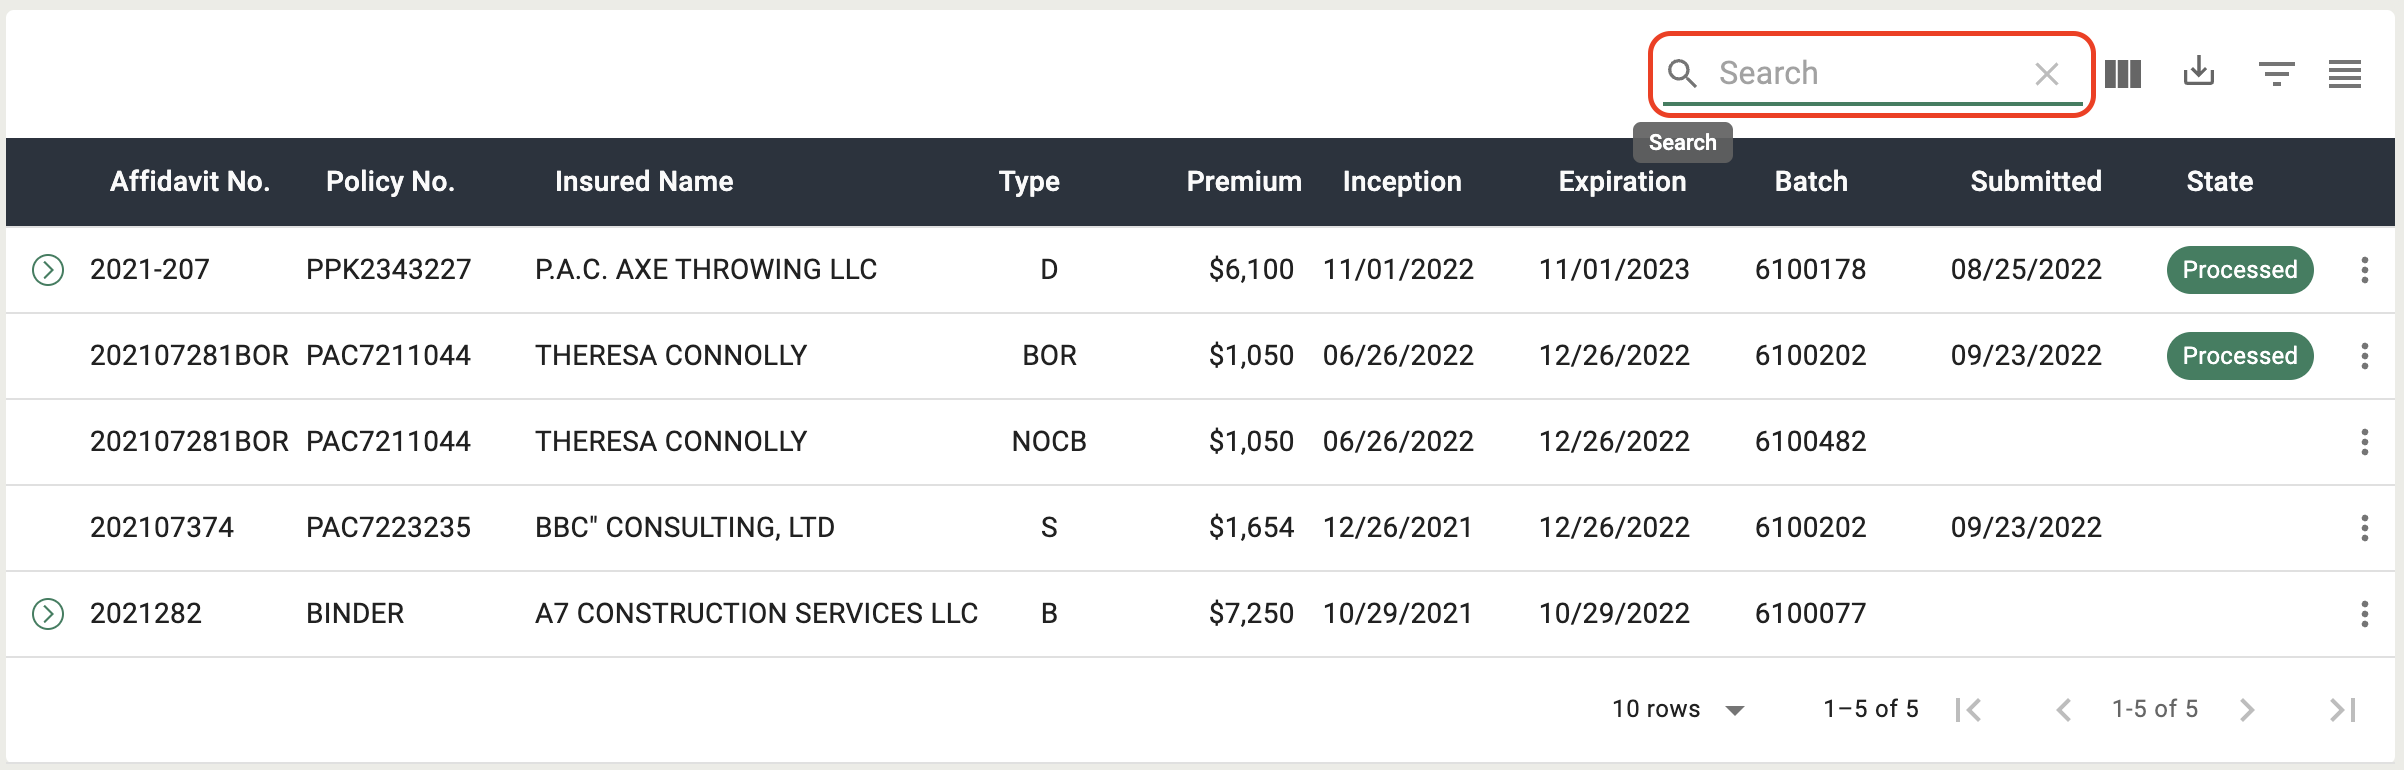 Search
Search
Affidavit No. Policy No. Insured Name Type Premium Inception Expiration Batch Submitted State
2021-207 PPK2343227 P.A.C. AXE THROWING LLC D $6,100 11/01/2022 11/01/2023 6100178 08/25/2022 Processed
202107281BOR PAC7211044 THERESA CONNOLLY BOR $1,050 06/26/2022 12/26/2022 6100202 09/23/2022 Processed
202107281BOR PAC7211044 THERESA CONNOLLY NOCB $1,050 06/26/2022 12/26/2022 6100482
202107374 PAC7223235 BBC" CONSULTING, LTD S $1,654 12/26/2021 12/26/2022 6100202 09/23/2022
2021282 BINDER A7 CONSTRUCTION SERVICES LLC B $7,250 10/29/2021 10/29/2022 6100077
10 rows 1–5 of 5 1-5 of 5